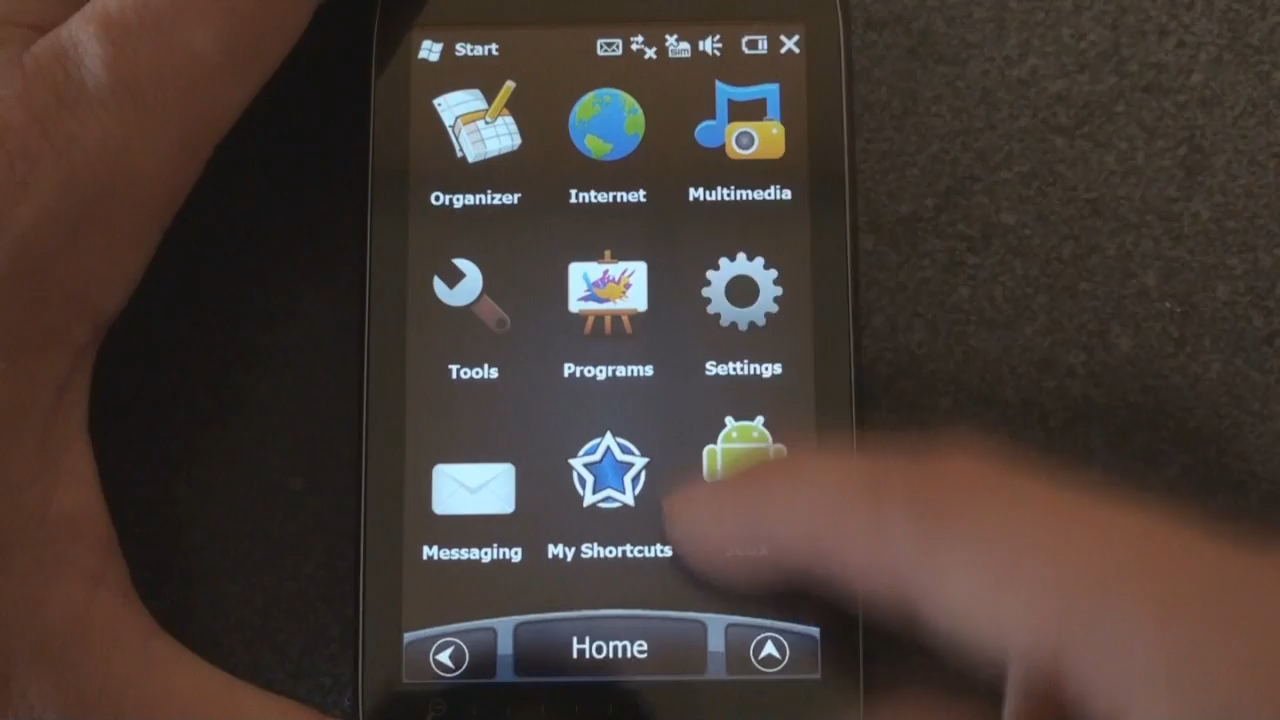 Start
Organizer
Internet
Multimedia
Tools
Programs
Settings
Messaging
My Shortcuts
Home